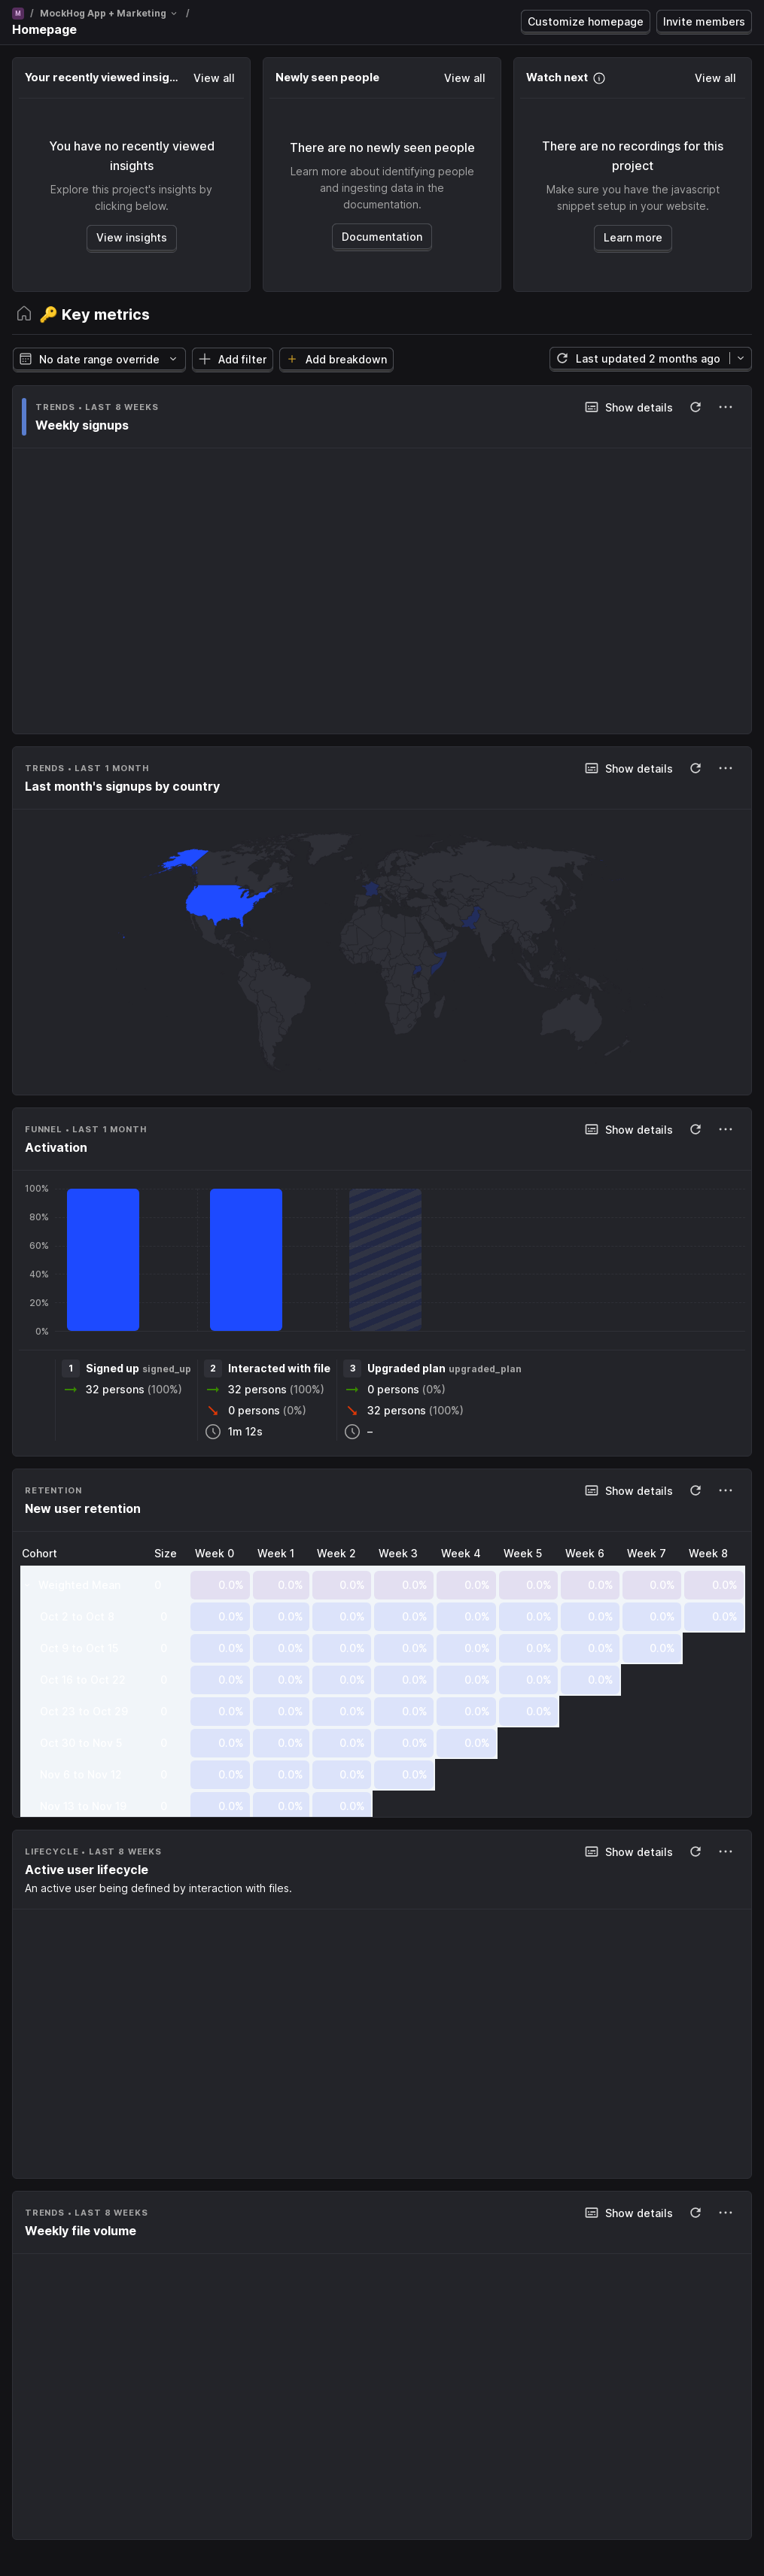 M / MockHog App + Marketing /
Homepage
Customize homepage
Invite members
Your recently viewed insig... View all
You have no recently viewed
insights
Explore this project's insights by
clicking below.
View insights
Newly seen people View all
There are no newly seen people
Learn more about identifying people
and ingesting data in the
documentation.
Documentation
Watch next View all
There are no recordings for this
project
Make sure you have the javascript
snippet setup in your website.
Learn more
🔑 Key metrics
No date range override
Add filter
Add breakdown
Last updated 2 months ago
TRENDS • LAST 8 WEEKS
Show details
Weekly signups
TRENDS • LAST 1 MONTH
Show details
Last month's signups by country
FUNNEL • LAST 1 MONTH
Show details
Activation
100%
80%
60%
40%
20%
0%
1 Signed up signed_up
32 persons (100%)
2 Interacted with file
32 persons (100%)
0 persons (0%)
1m 12s
3 Upgraded plan upgraded_plan
0 persons (0%)
32 persons (100%)
–
RETENTION
Show details
New user retention
Cohort Size Week 0 Week 1 Week 2 Week 3 Week 4 Week 5 Week 6 Week 7 Week 8
Weighted Mean 0 0.0% 0.0% 0.0% 0.0% 0.0% 0.0% 0.0% 0.0% 0.0%
Oct 2 to Oct 8 0 0.0% 0.0% 0.0% 0.0% 0.0% 0.0% 0.0% 0.0% 0.0%
Oct 9 to Oct 15 0 0.0% 0.0% 0.0% 0.0% 0.0% 0.0% 0.0% 0.0%
Oct 16 to Oct 22 0 0.0% 0.0% 0.0% 0.0% 0.0% 0.0% 0.0%
Oct 23 to Oct 29 0 0.0% 0.0% 0.0% 0.0% 0.0% 0.0%
Oct 30 to Nov 5 0 0.0% 0.0% 0.0% 0.0% 0.0%
Nov 6 to Nov 12 0 0.0% 0.0% 0.0% 0.0%
Nov 13 to Nov 19 0 0.0% 0.0% 0.0%
LIFECYCLE • LAST 8 WEEKS
Show details
Active user lifecycle
An active user being defined by interaction with files.
TRENDS • LAST 8 WEEKS
Show details
Weekly file volume